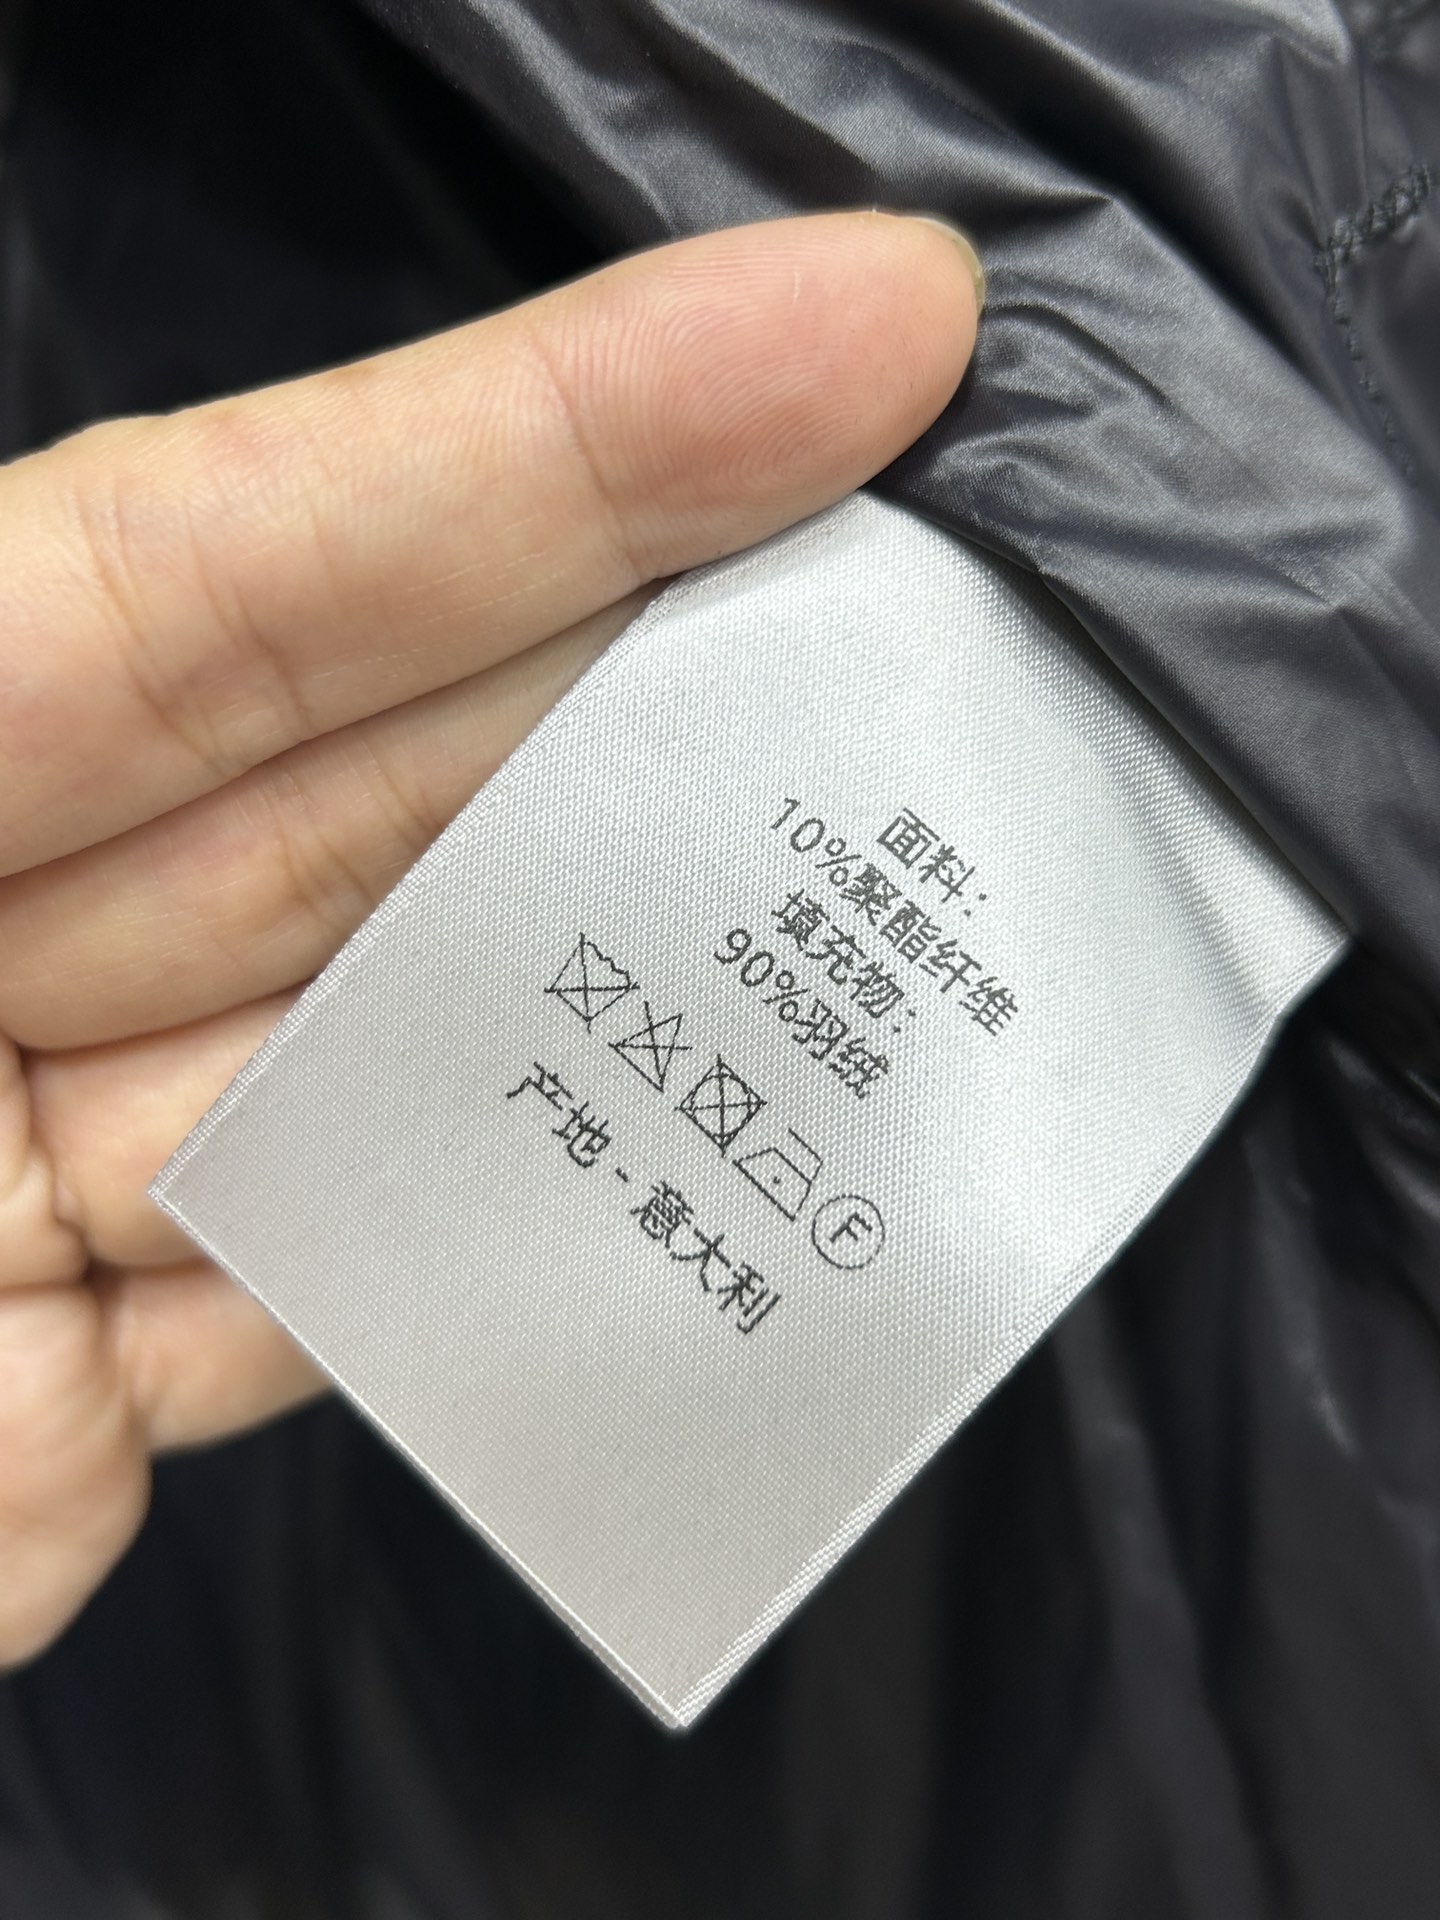 面料：
10%聚酯纤维
填充物：
90%羽绒
F
产地-意大利